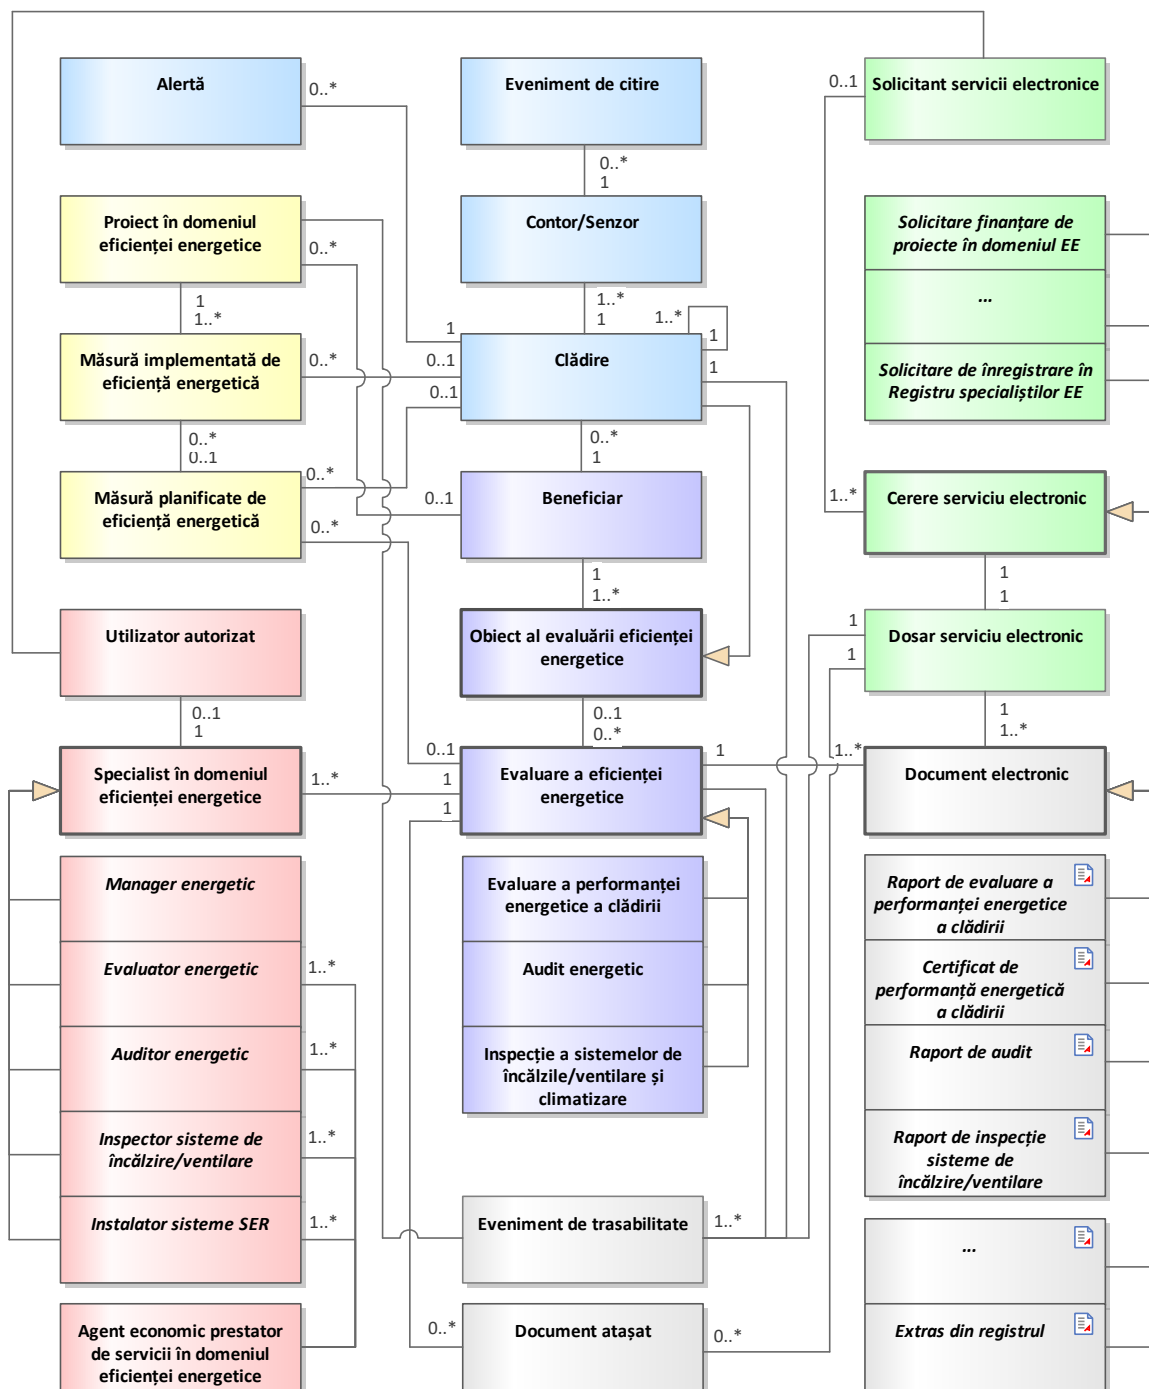 Alertă
0..*
Eveniment de citire
0..*
1
0..1
Solicitant servicii electronice
Proiect în domeniul
eficienței energetice
0..*
1
1..*
Contor/Senzor
1..*
1
Solicitare finanțare de
proiecte în domeniul EE
...
Solicitare de înregistrare în
Registru specialiștilor EE
Măsură implementată de
eficiență energetică
0..*
0..*
0..1
1
0..1
0..1
Clădire
1..*
1
1
0..*
1
Măsură planificate de
eficiență energetică
0..*
0..*
0..1
Beneficiar
1
1..*
1..*
Cerere serviciu electronic
1
1
Utilizator autorizat
0..1
1
Obiect al evaluării eficienței
energetice
0..1
0..*
1
1
Dosar serviciu electronic
1
1..*
Specialist în domeniul
eficienței energetice
1..*
0..1
1
1
Evaluare a eficienței
energetice
1
1..*
Document electronic
Manager energetic
Evaluator energetic
1..*
Auditor energetic
1..*
Inspector sisteme de
încălzire/ventilare
1..*
Instalator sisteme SER
1..*
Agent economic prestator
de servicii în domeniul
eficienței energetice
Evaluare a performanței
energetice a clădirii
Audit energetic
Inspecție a sistemelor de
încălzile/ventilare și
climatizare
Eveniment de trasabilitate
1..*
0..*
Document atașat
0..*
Raport de evaluare a
performanței energetice
a clădirii
Certificat de
performanță energetică
a clădirii
Raport de audit
Raport de inspecție
sisteme de
încălzire/ventilare
...
Extras din registrul